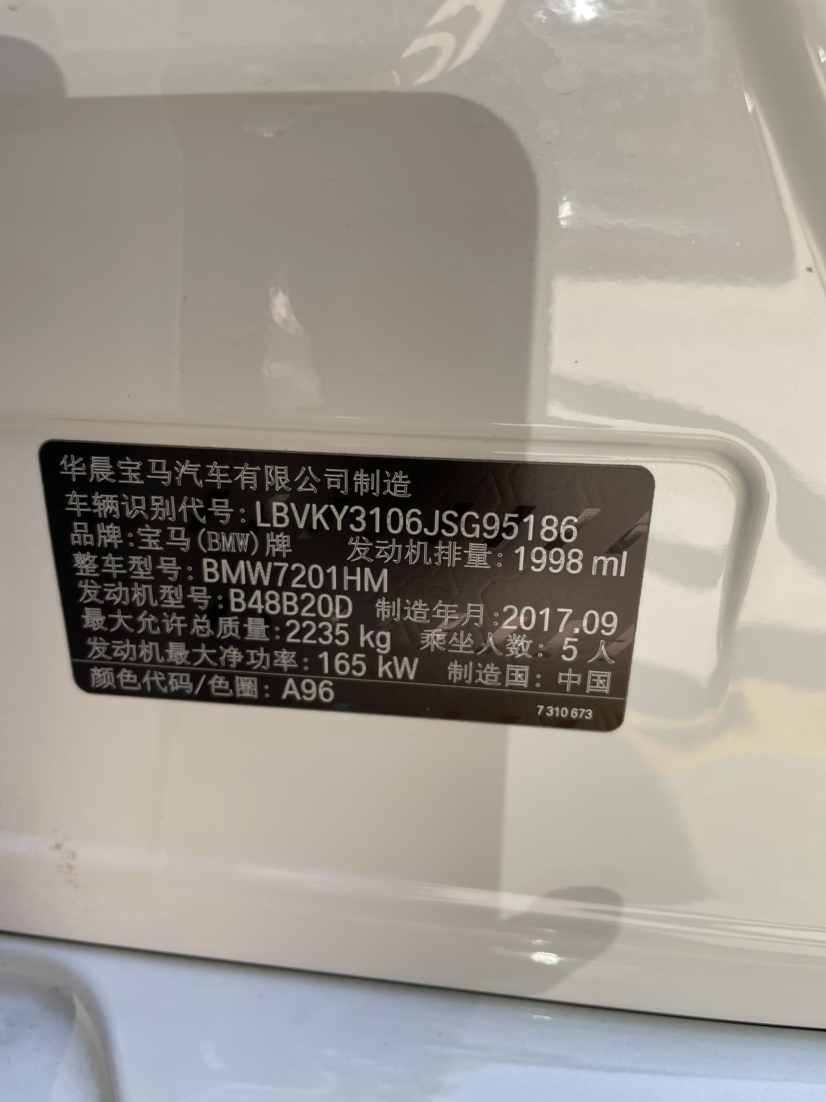 华晨宝马汽车有限公司制造
车辆识别代号：LBVKY3106JSG95186
品牌：宝马(BMW)牌 发动机排量：1998 ml
整车型号：BMW7201HM
发动机型号：B48B20D 制造年月：2017.09
最大允许总质量：2235 kg 乘坐人数：5 人
发动机最大净功率：165 kW 制造国：中国
颜色代码/色圈：A96
7 310 673